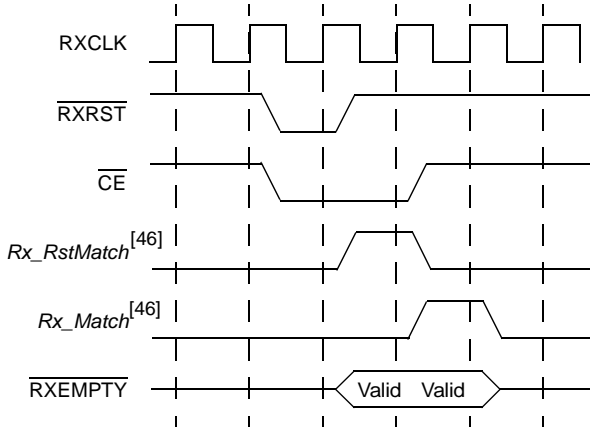 RXCLK
RXRST
CE
Rx_RstMatch[46]
Rx_Match[46]
RXEMPTY Valid Valid